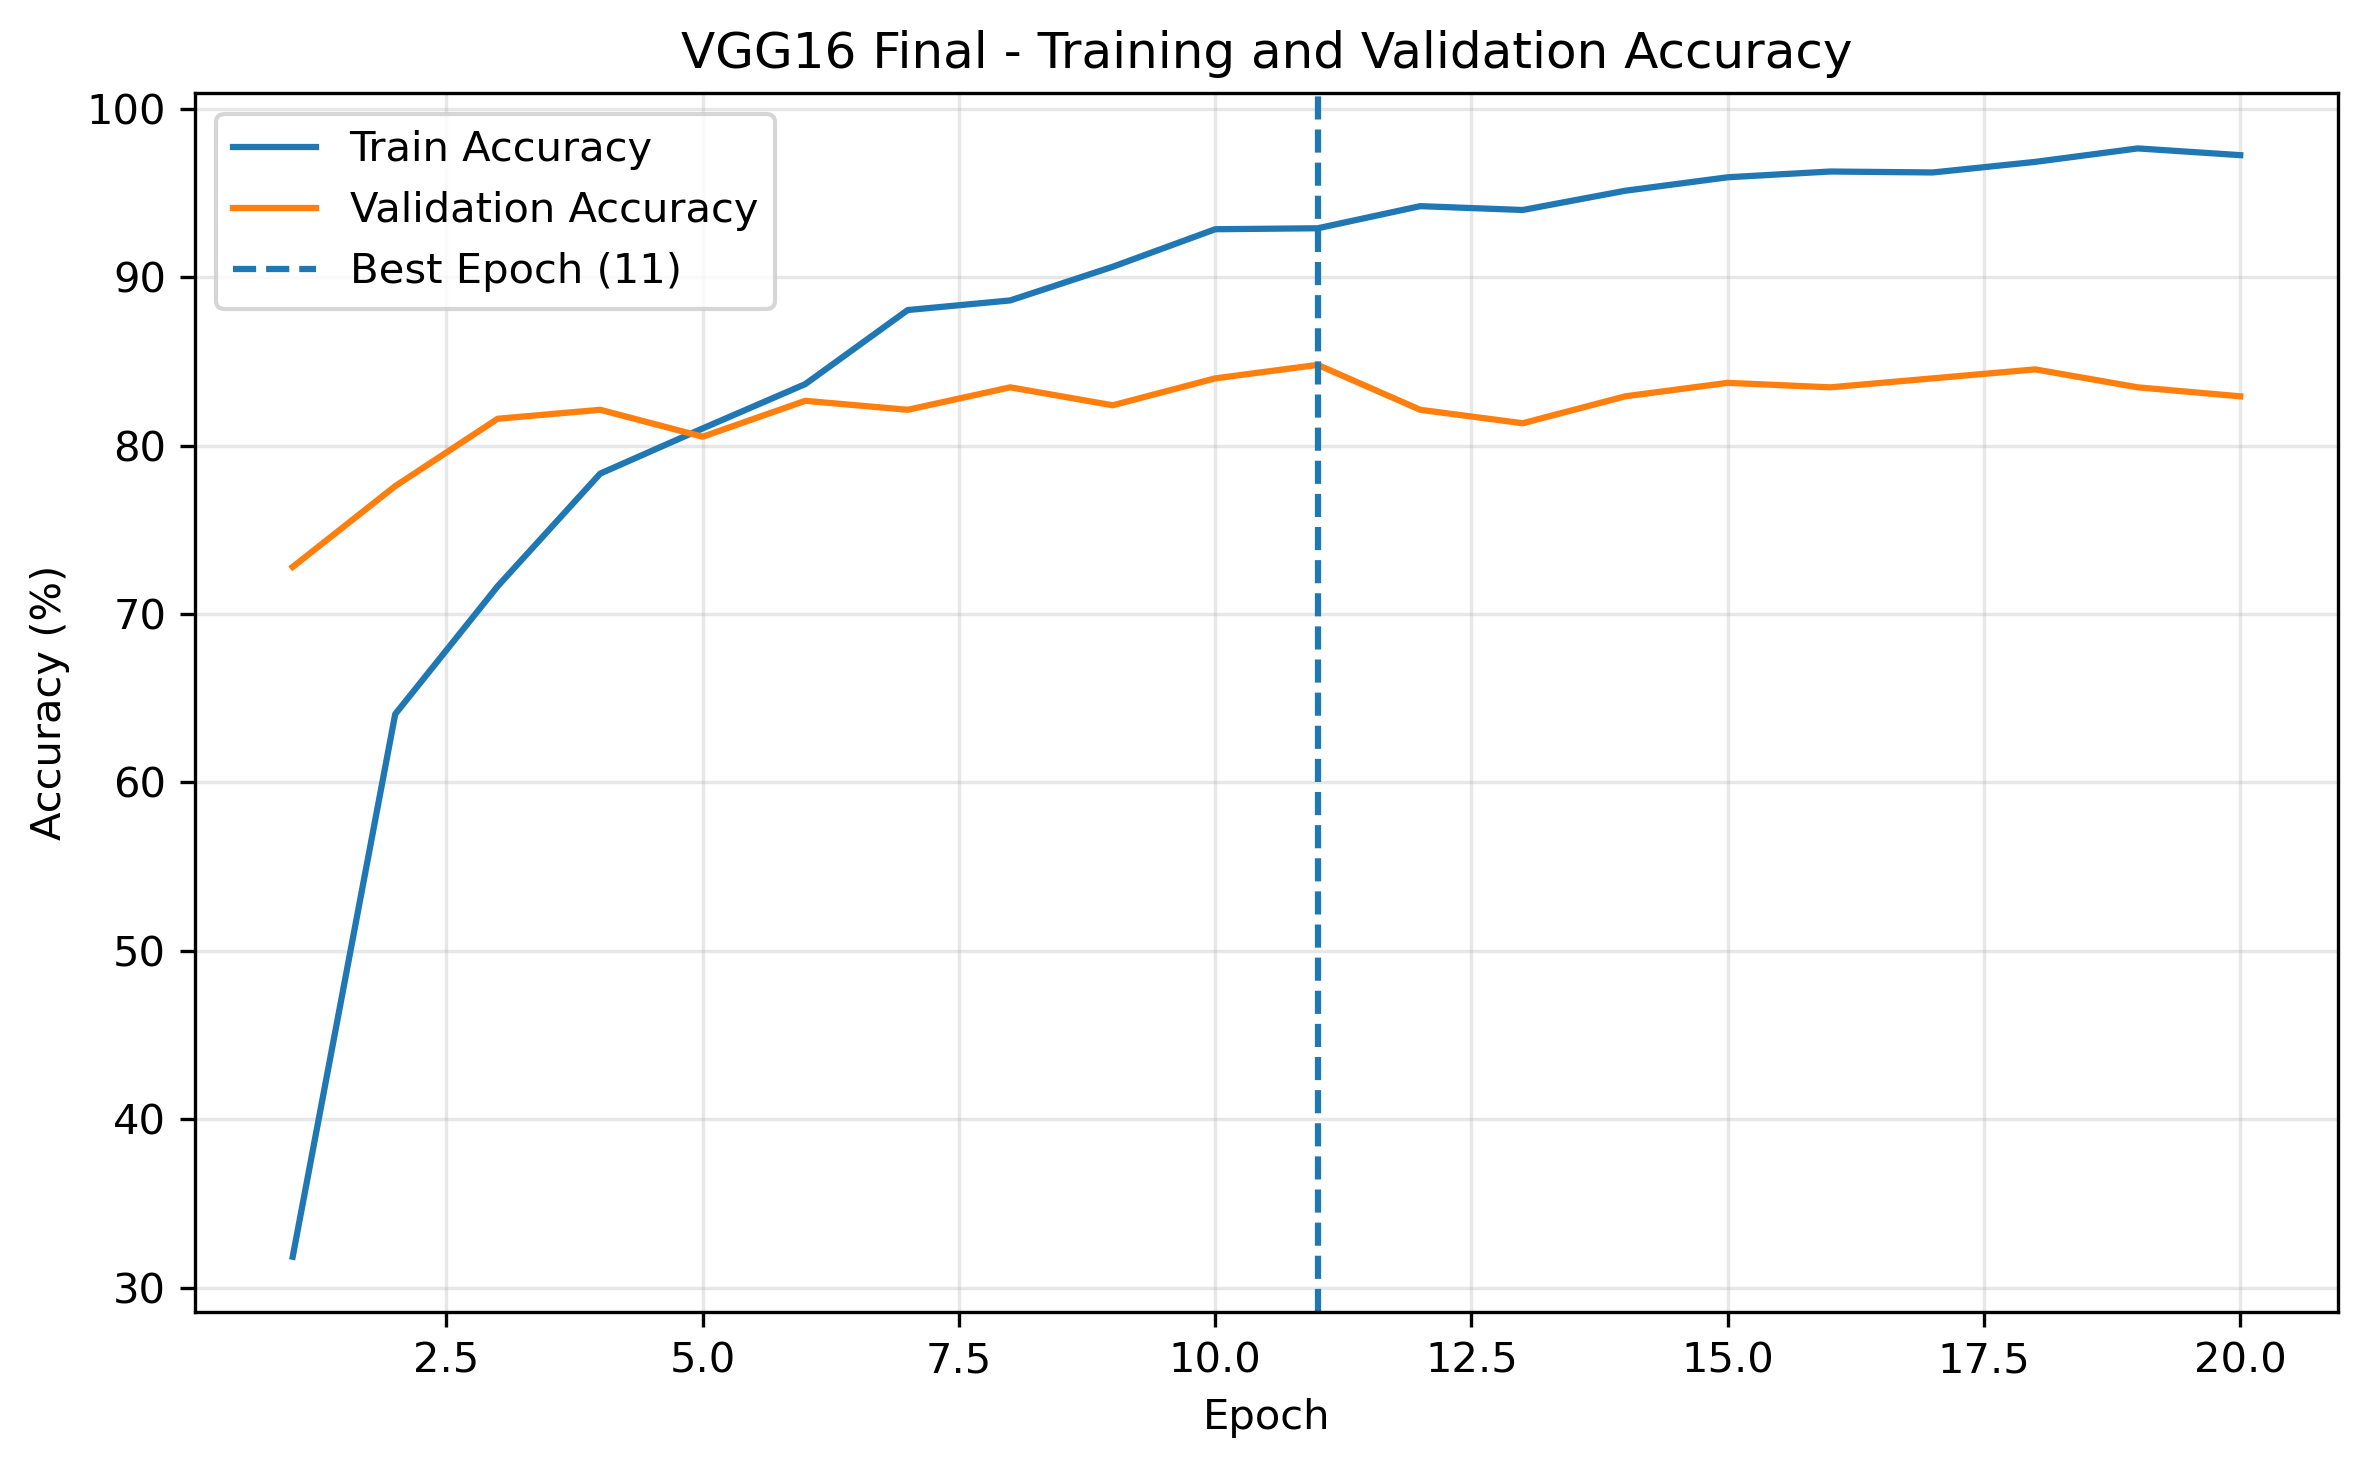 VGG16 Final - Training and Validation Accuracy
Train Accuracy
Validation Accuracy
Best Epoch (11)
Accuracy (%)
100
90
80
70
60
50
40
30
2.5 5.0 7.5 10.0 12.5 15.0 17.5 20.0
Epoch